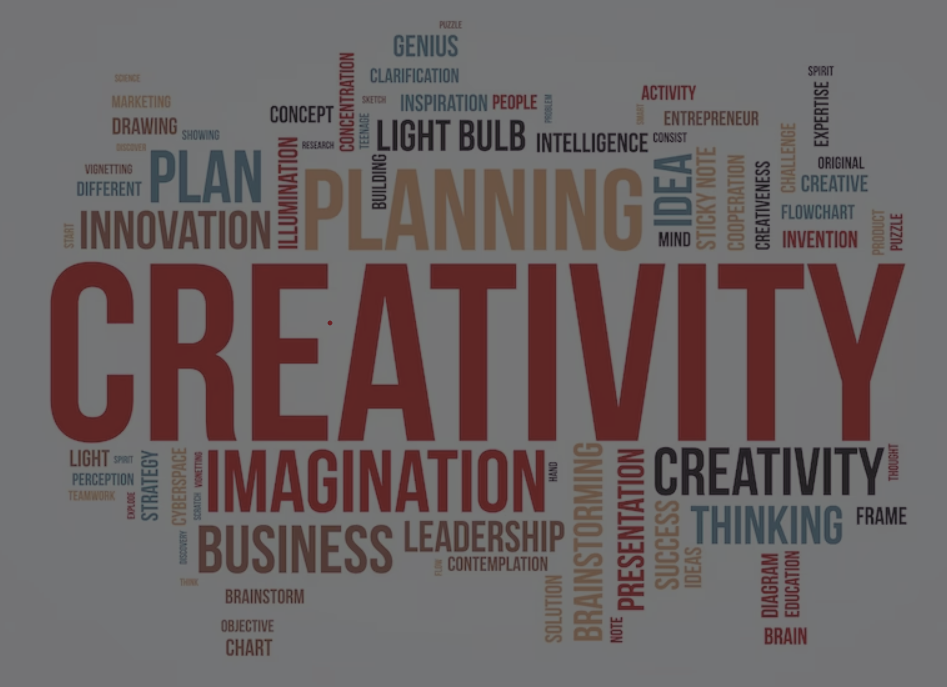 PUZZLE
GENIUS
CLARIFICATION
SCIENCE
MARKETING
SKETCH
INSPIRATION
PEOPLE
PROBLEM
CONCENTRATION
CONCEPT
DRAWING
SHOWING
DISCOVER
TEENAGE
LIGHT BULB
INTELLIGENCE
CONSIST
SMART
ACTIVITY
ENTREPRENEUR
SPIRIT
EXPERTISE
RESEARCH
VIGNETTING
DIFFERENT
PLAN
ILLUMINATION
BUILDING
PLANNING
IDEA
STICKY NOTE
COOPERATION
CREATIVENESS
CHALLENGE
ORIGINAL
CREATIVE
START
INNOVATION
MIND
FLOWCHART
INVENTION
PRODUCT
PUZZLE
CREATIVITY
LIGHT
SPIRIT
PERCEPTION
TEAMWORK
EXPLODE
STRATEGY
CYBERSPACE
VIGNETTING
SCRATCH
IMAGINATION
HAND
BRAINSTORMING
PRESENTATION
CREATIVITY
THOUGHT
DISCOVERY
BUSINESS
LEADERSHIP
FLOW
CONTEMPLATION
SUCCESS
IDEAS
THINKING
FRAME
THINK
BRAINSTORM
SOLUTION
NOTE
DIAGRAM
EDUCATION
OBJECTIVE
CHART
BRAIN